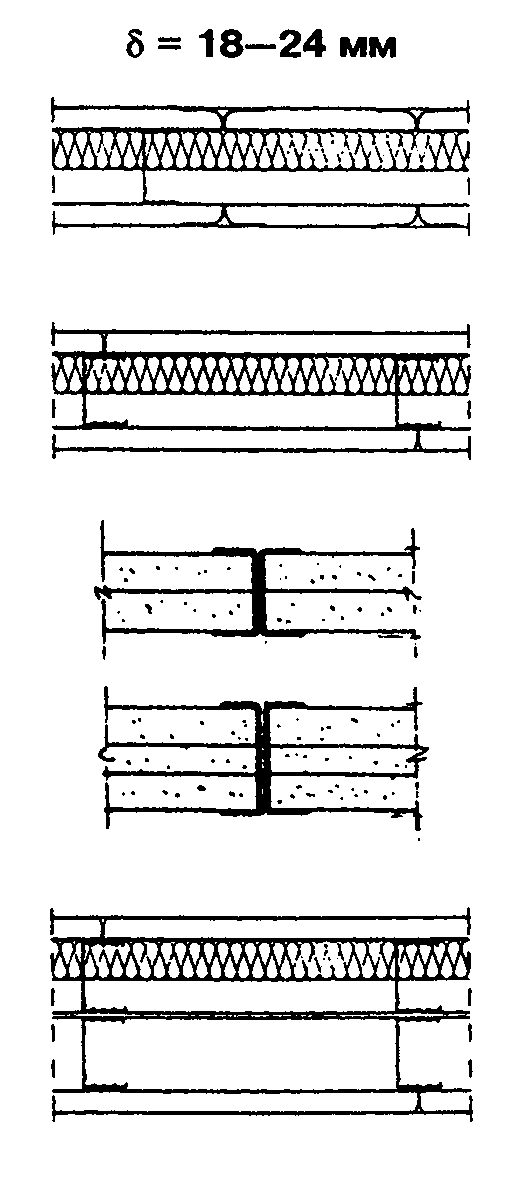 δ = 18—24 мм